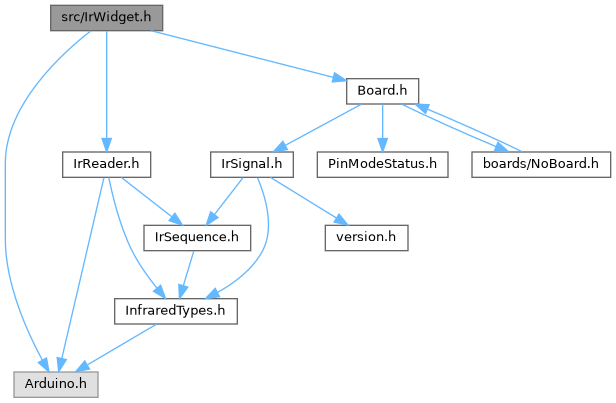 src/IrWidget.h
Board.h
IrReader.h
IrSignal.h
PinModeStatus.h
boards/NoBoard.h
IrSequence.h
version.h
InfraredTypes.h
Arduino.h